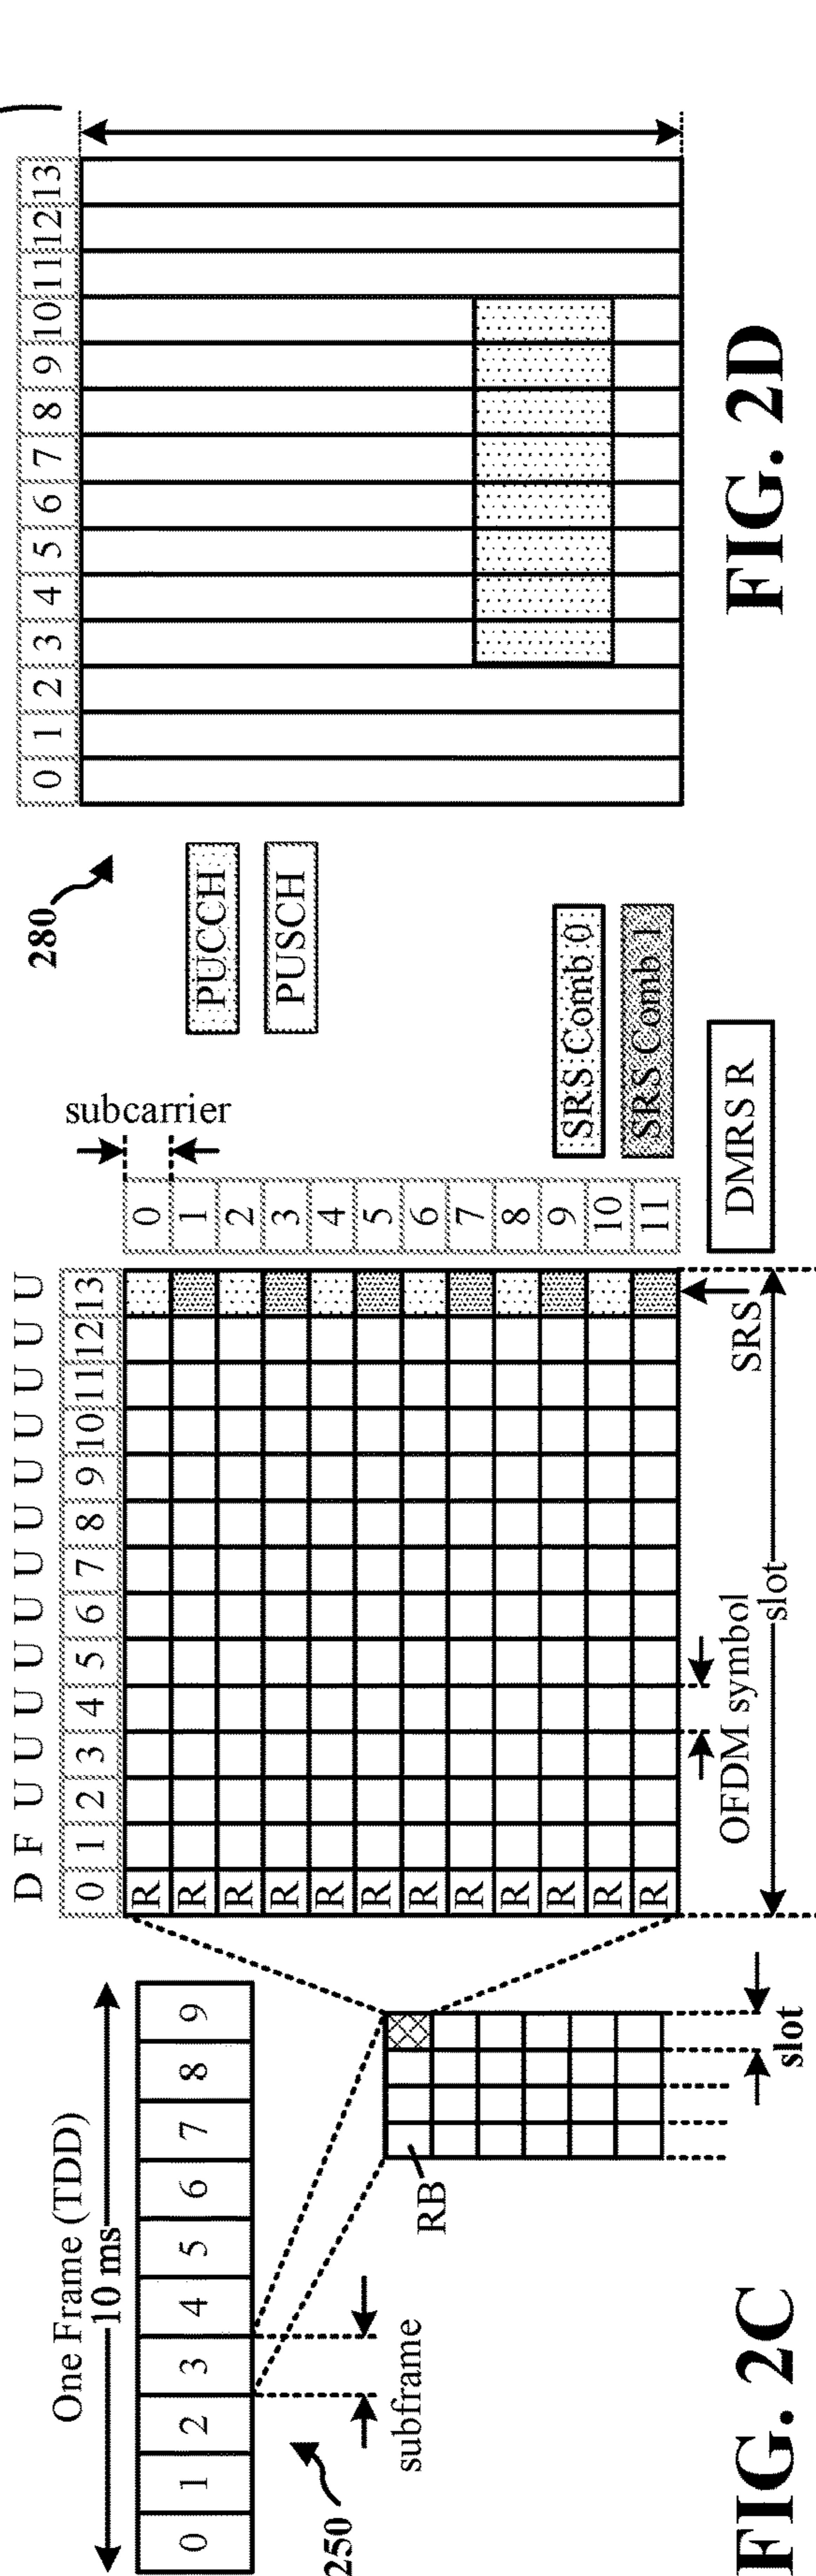 One Frame (TDD)
10 ms
0 1 2 3 4 5 6 7 8 9
250
subframe
RB
slot
FIG. 2C
D F U U U U U U U U U U U U
0 1 2 3 4 5 6 7 8 9 10 11 12 13
R
R
R
R
R
R
R
R
R
R
R
R
subcarrier
0
1
2
3
4
5
6
7
8
9
10
11
OFDM symbol
slot
SRS
SRS Comb 0
SRS Comb 1
DMRS R
280
PUCCH
PUSCH
0 1 2 3 4 5 6 7 8 9 10 11 12 13
FIG. 2D